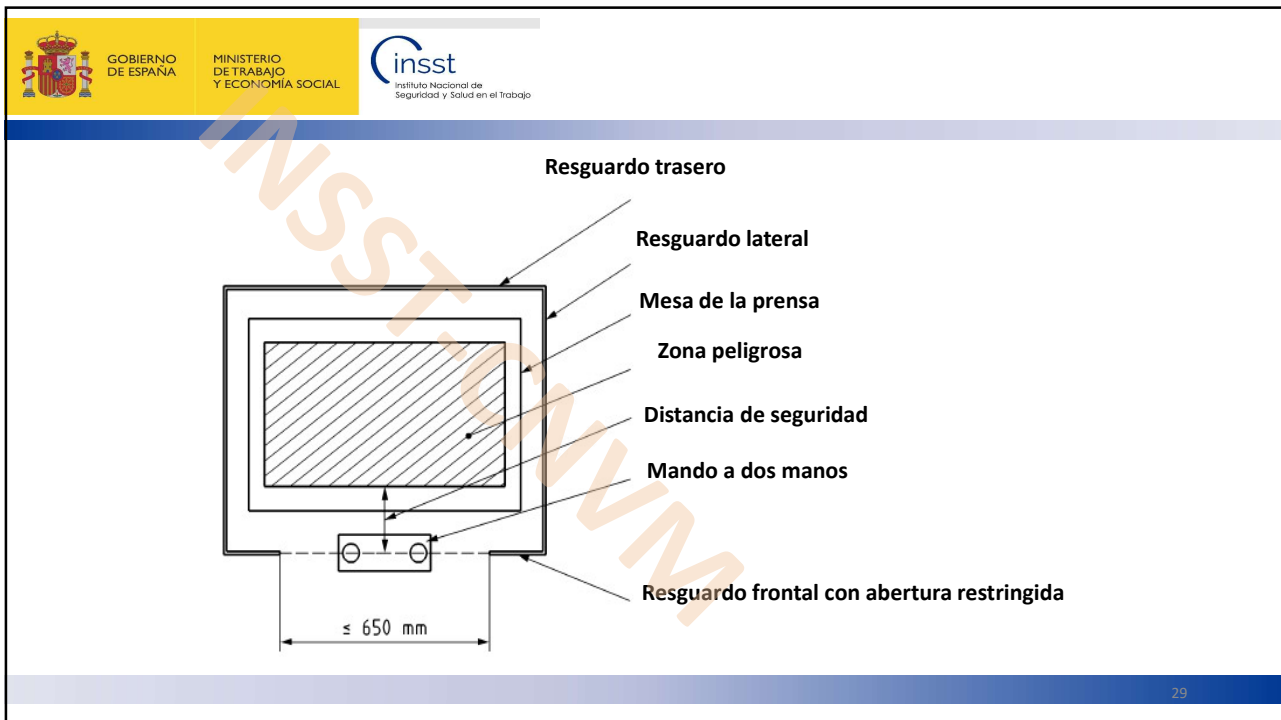 GOBIERNO
DE ESPAÑA
MINISTERIO
DE TRABAJO
Y ECONOMÍA SOCIAL
insst
Instituto Nacional de
Seguridad y Salud en el Trabajo
Resguardo trasero
Resguardo lateral
Mesa de la prensa
Zona peligrosa
Distancia de seguridad
Mando a dos manos
Resguardo frontal con abertura restringida
≤ 650 mm
INSST-CNVM
29